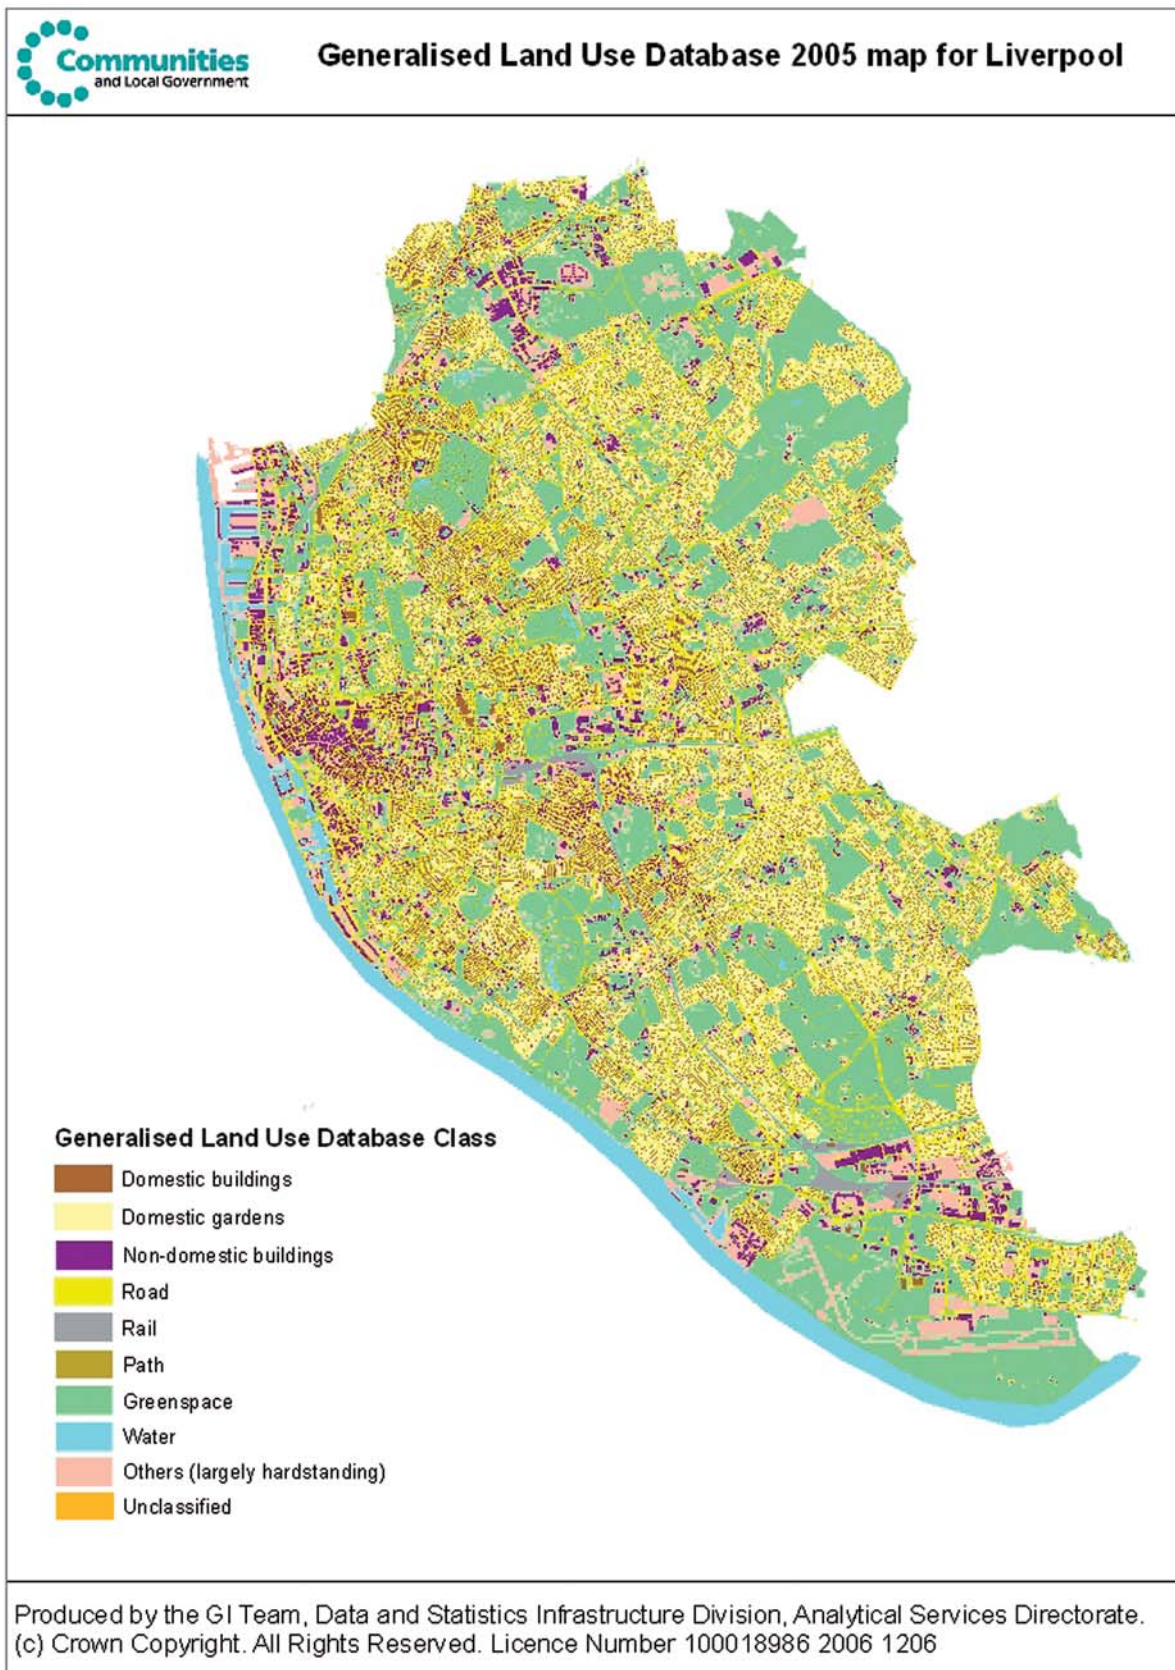 Communities
and Local Government
Generalised Land Use Database 2005 map for Liverpool
Generalised Land Use Database Class
Domestic buildings
Domestic gardens
Non-domestic buildings
Road
Rail
Path
Greenspace
Water
Others (largely hardstanding)
Unclassified
Produced by the GI Team, Data and Statistics Infrastructure Division, Analytical Services Directorate.
(c) Crown Copyright. All Rights Reserved. Licence Number 100018986 2006 1206